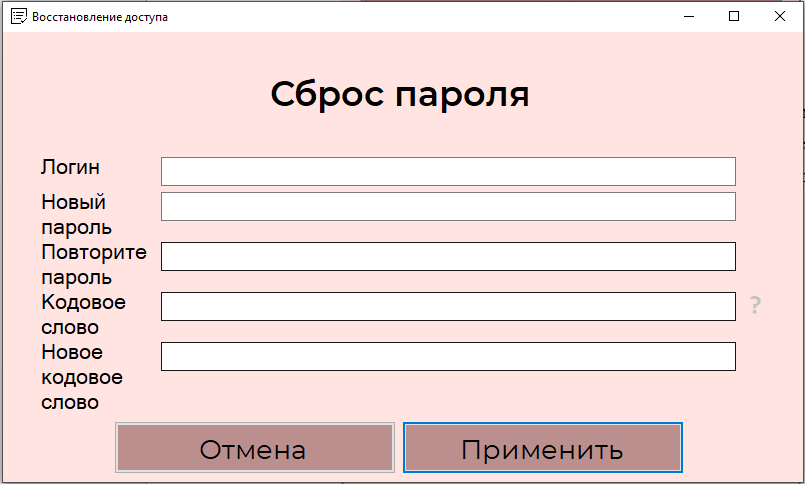 Восстановление доступа
Сброс пароля
Логин
Новый
пароль
Повторите
пароль
Кодовое
слово
?
Новое
кодовое
слово
Отмена
Применить